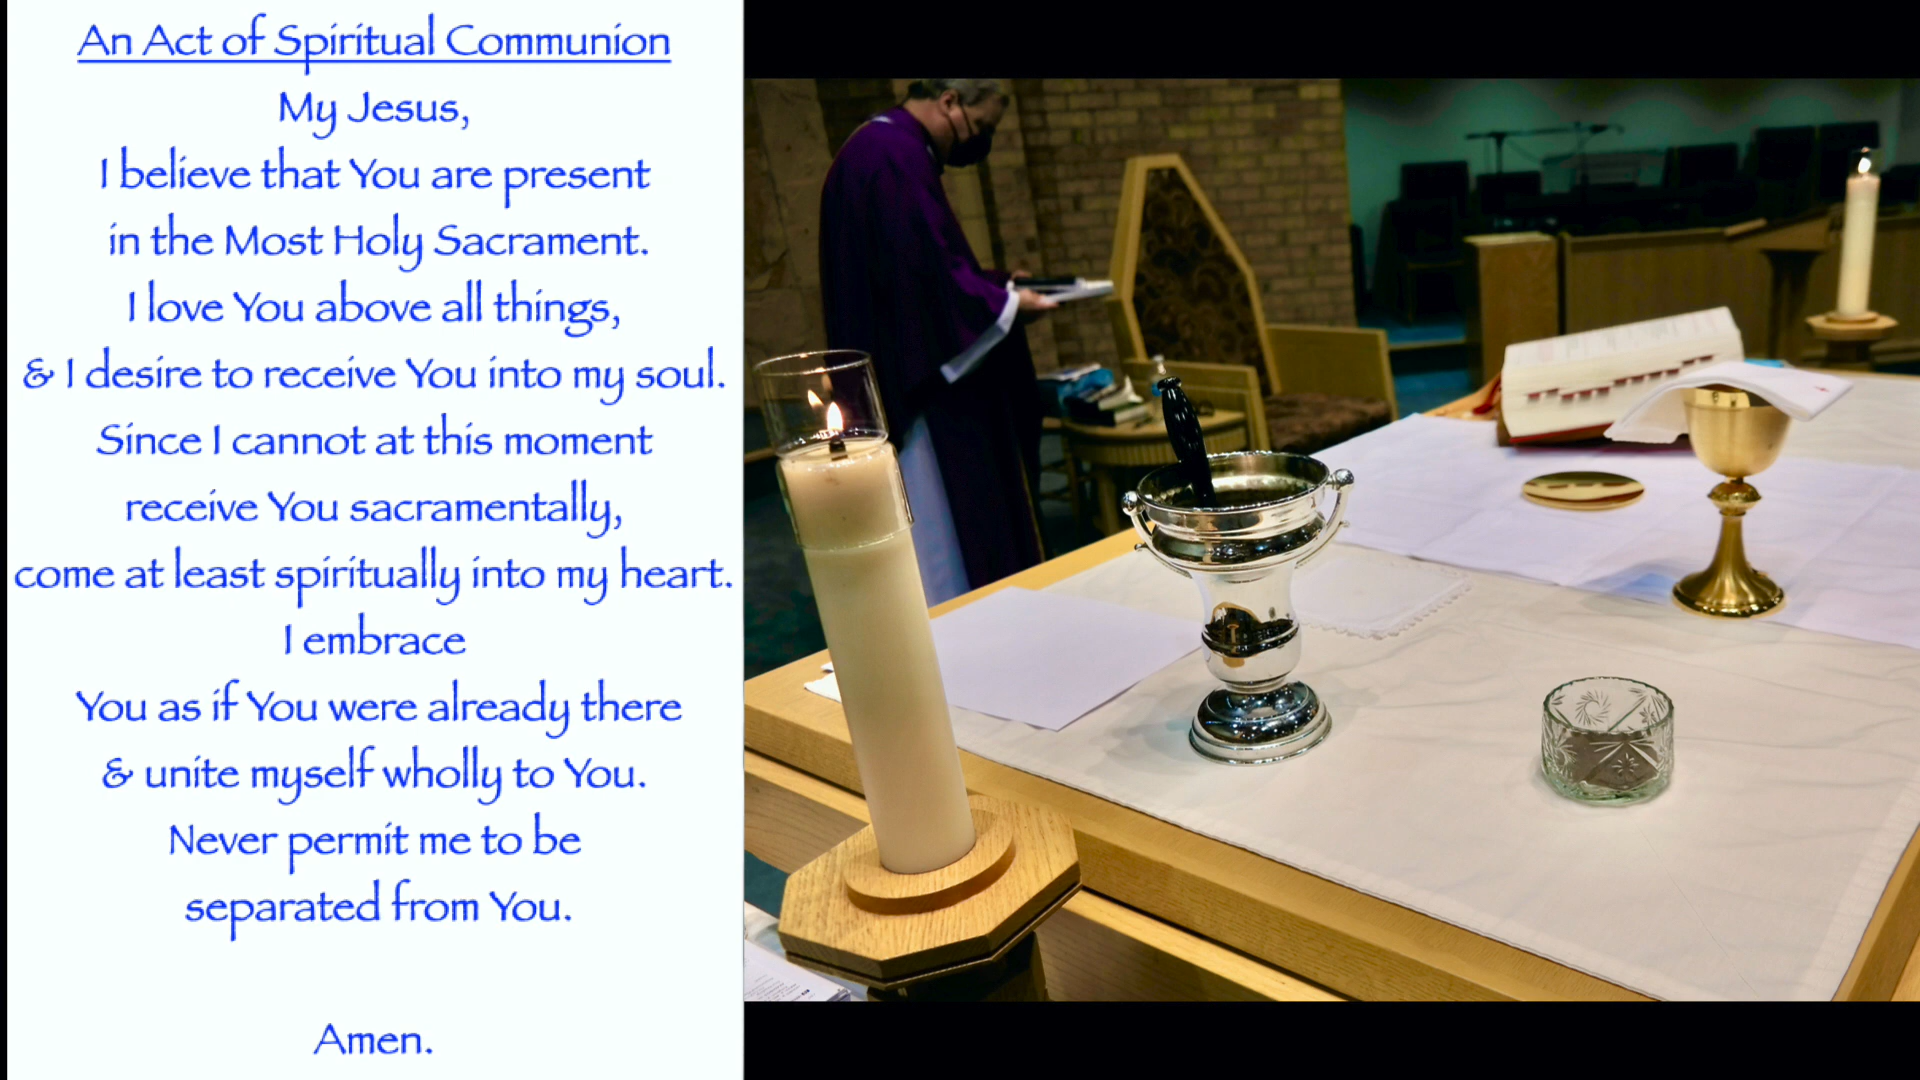 An Act of Spiritual Communion
My Jesus,
I believe that You are present
in the Most Holy Sacrament.
I love You above all things,
& I desire to receive You into my soul.
Since I cannot at this moment
receive You sacramentally,
come at least spiritually into my heart.
I embrace
You as if You were already there
& unite myself wholly to You.
Never permit me to be
separated from You.
Amen.